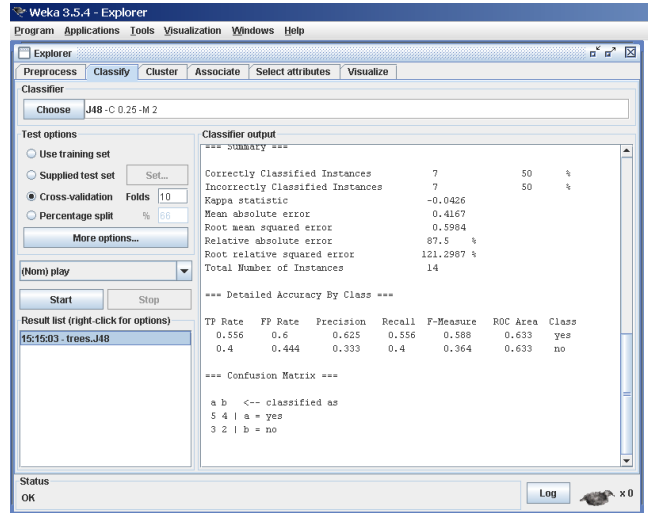 Weka 3.5.4 - Explorer
Program Applications Tools Visualization Windows Help
Explorer
Preprocess Classify Cluster Associate Select attributes Visualize
Classifier
Choose J48 -C 0.25 -M 2
Test options
Use training set
Supplied test set Set...
Cross-validation Folds 10
Percentage split % 66
More options...
(Nom) play
Start Stop
Result list (right-click for options)
15:15:03 - trees.J48
Classifier output
=== Summary ===
Correctly Classified Instances 7 50 %
Incorrectly Classified Instances 7 50 %
Kappa statistic -0.0426
Mean absolute error 0.4167
Root mean squared error 0.5984
Relative absolute error 87.5 %
Root relative squared error 121.2987 %
Total Number of Instances 14
=== Detailed Accuracy By Class ===
TP Rate FP Rate Precision Recall F-Measure ROC Area Class
0.556 0.6 0.625 0.556 0.588 0.633 yes
0.4 0.444 0.333 0.4 0.364 0.633 no
=== Confusion Matrix ===
a b <-- classified as
5 4 | a = yes
3 2 | b = no
Status
OK
Log x 0